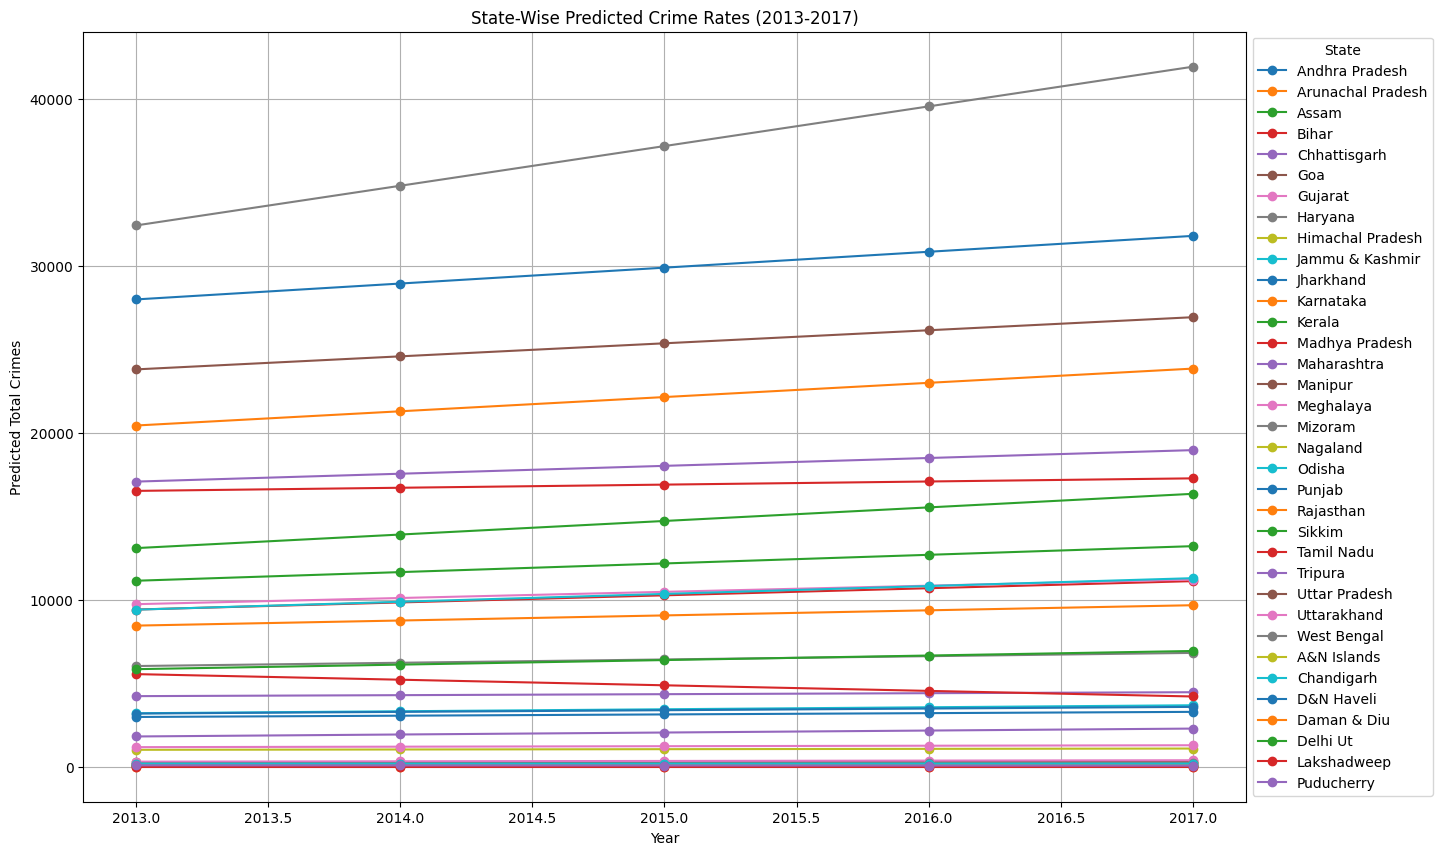 State-Wise Predicted Crime Rates (2013-2017)
State
Andhra Pradesh
Arunachal Pradesh
Assam
Bihar
Chhattisgarh
Goa
Gujarat
Haryana
Himachal Pradesh
Jammu & Kashmir
Jharkhand
Karnataka
Kerala
Madhya Pradesh
Maharashtra
Manipur
Meghalaya
Mizoram
Nagaland
Odisha
Punjab
Rajasthan
Sikkim
Tamil Nadu
Tripura
Uttar Pradesh
Uttarakhand
West Bengal
A&N Islands
Chandigarh
D&N Haveli
Daman & Diu
Delhi Ut
Lakshadweep
Puducherry
Predicted Total Crimes
40000
30000
20000
10000
0
2013.0 2013.5 2014.0 2014.5 2015.0 2015.5 2016.0 2016.5 2017.0
Year